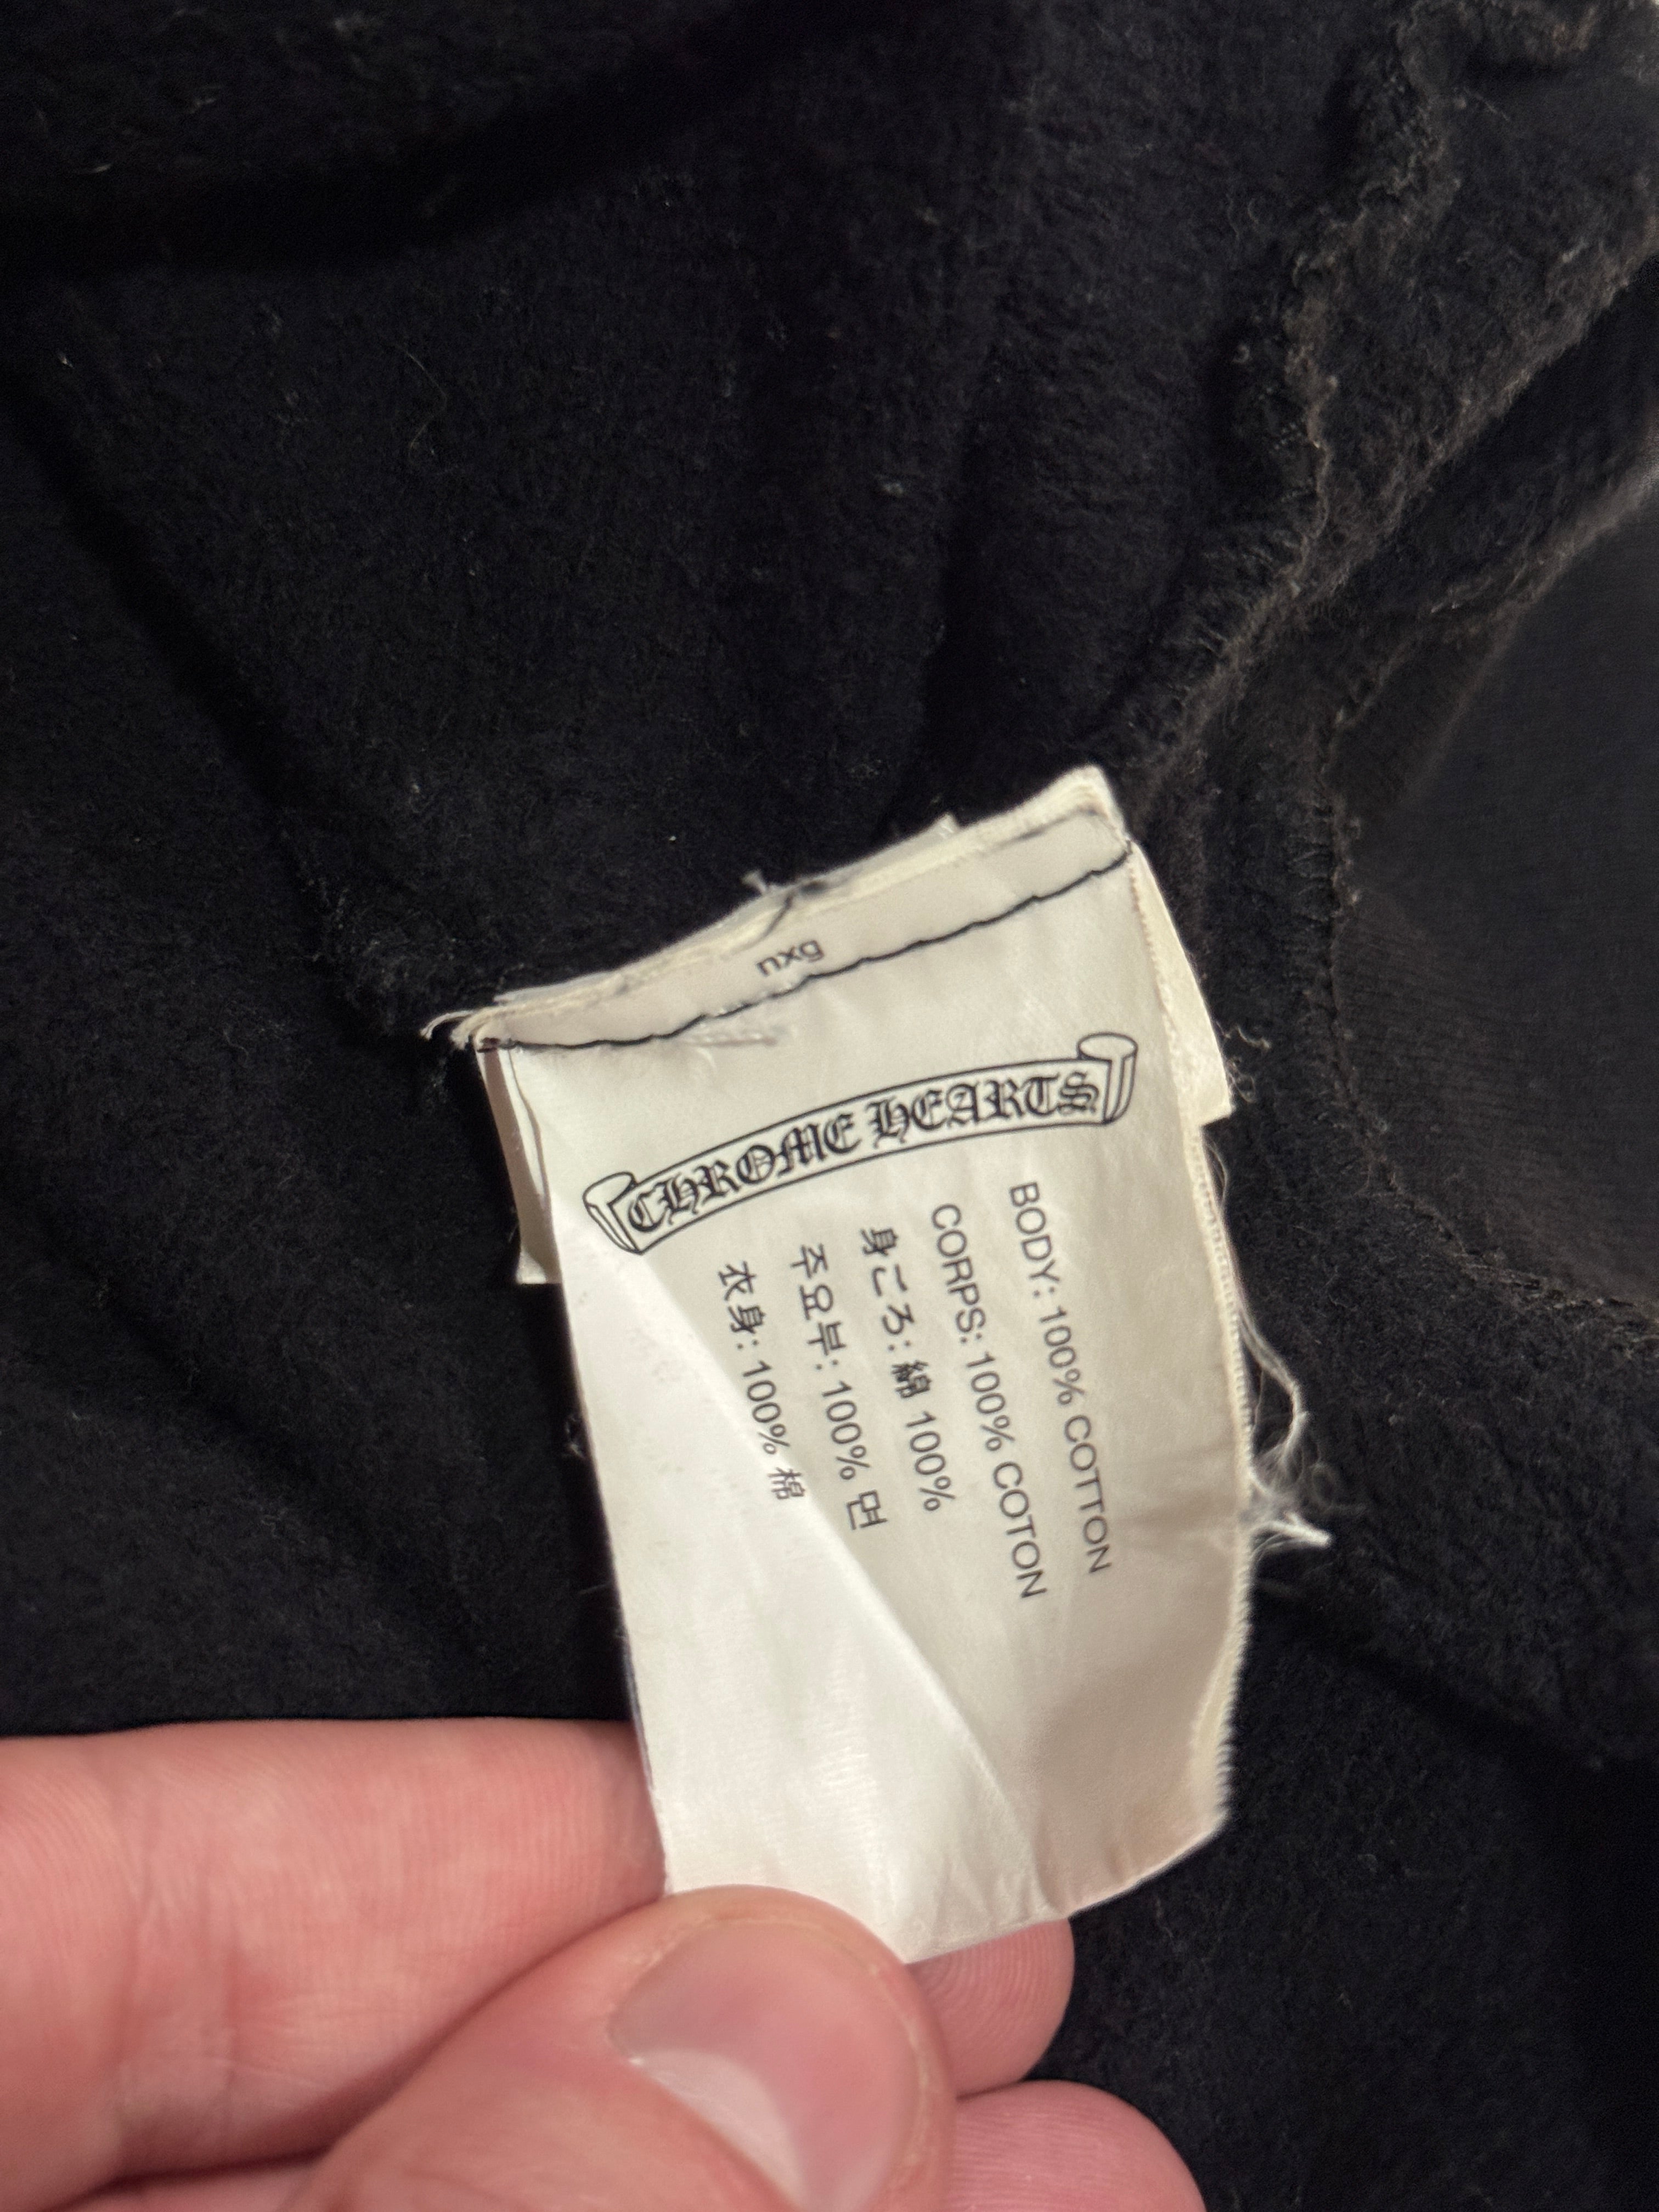 nxg
CHROME HEARTS
BODY: 100% COTTON
CORPS: 100% COTON
身ごろ: 綿 100%
주요부: 100% 면
衣身: 100% 棉